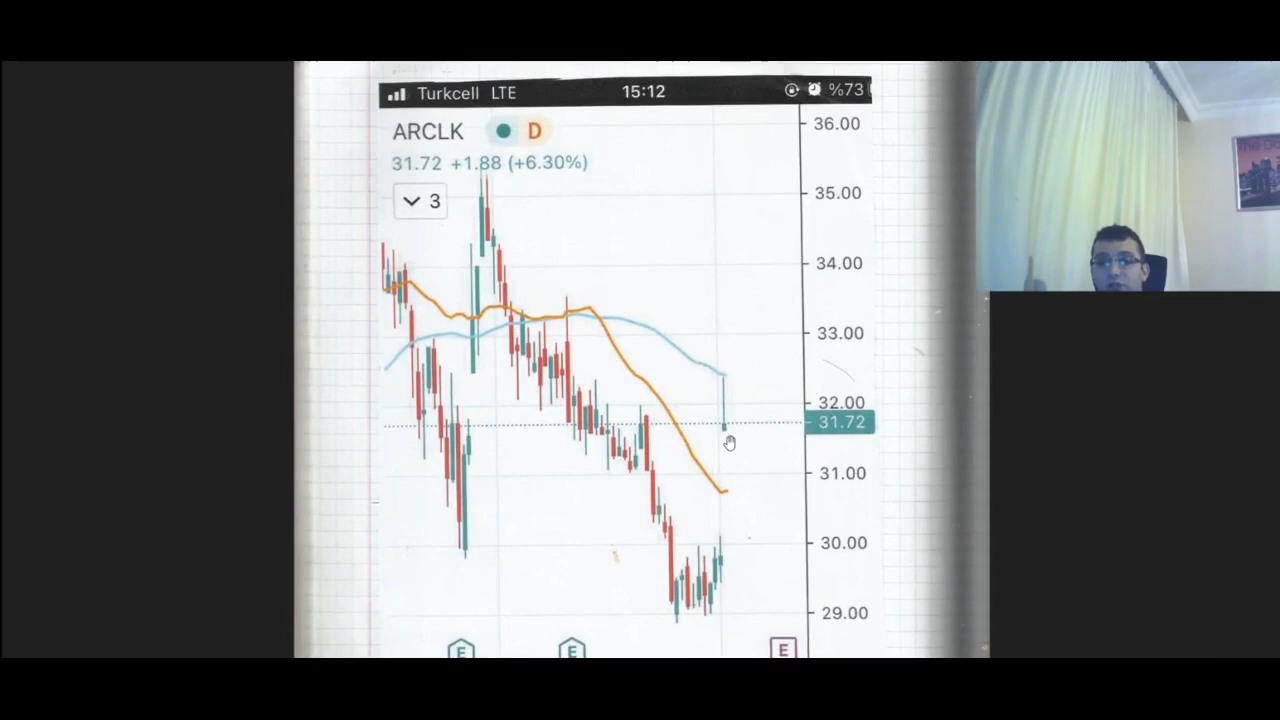 Turkcell LTE 15:12 %73
ARCLK D
31.72 +1.88 (+6.30%)
3
36.00
35.00
34.00
33.00
32.00
31.72
31.00
30.00
29.00
E E E